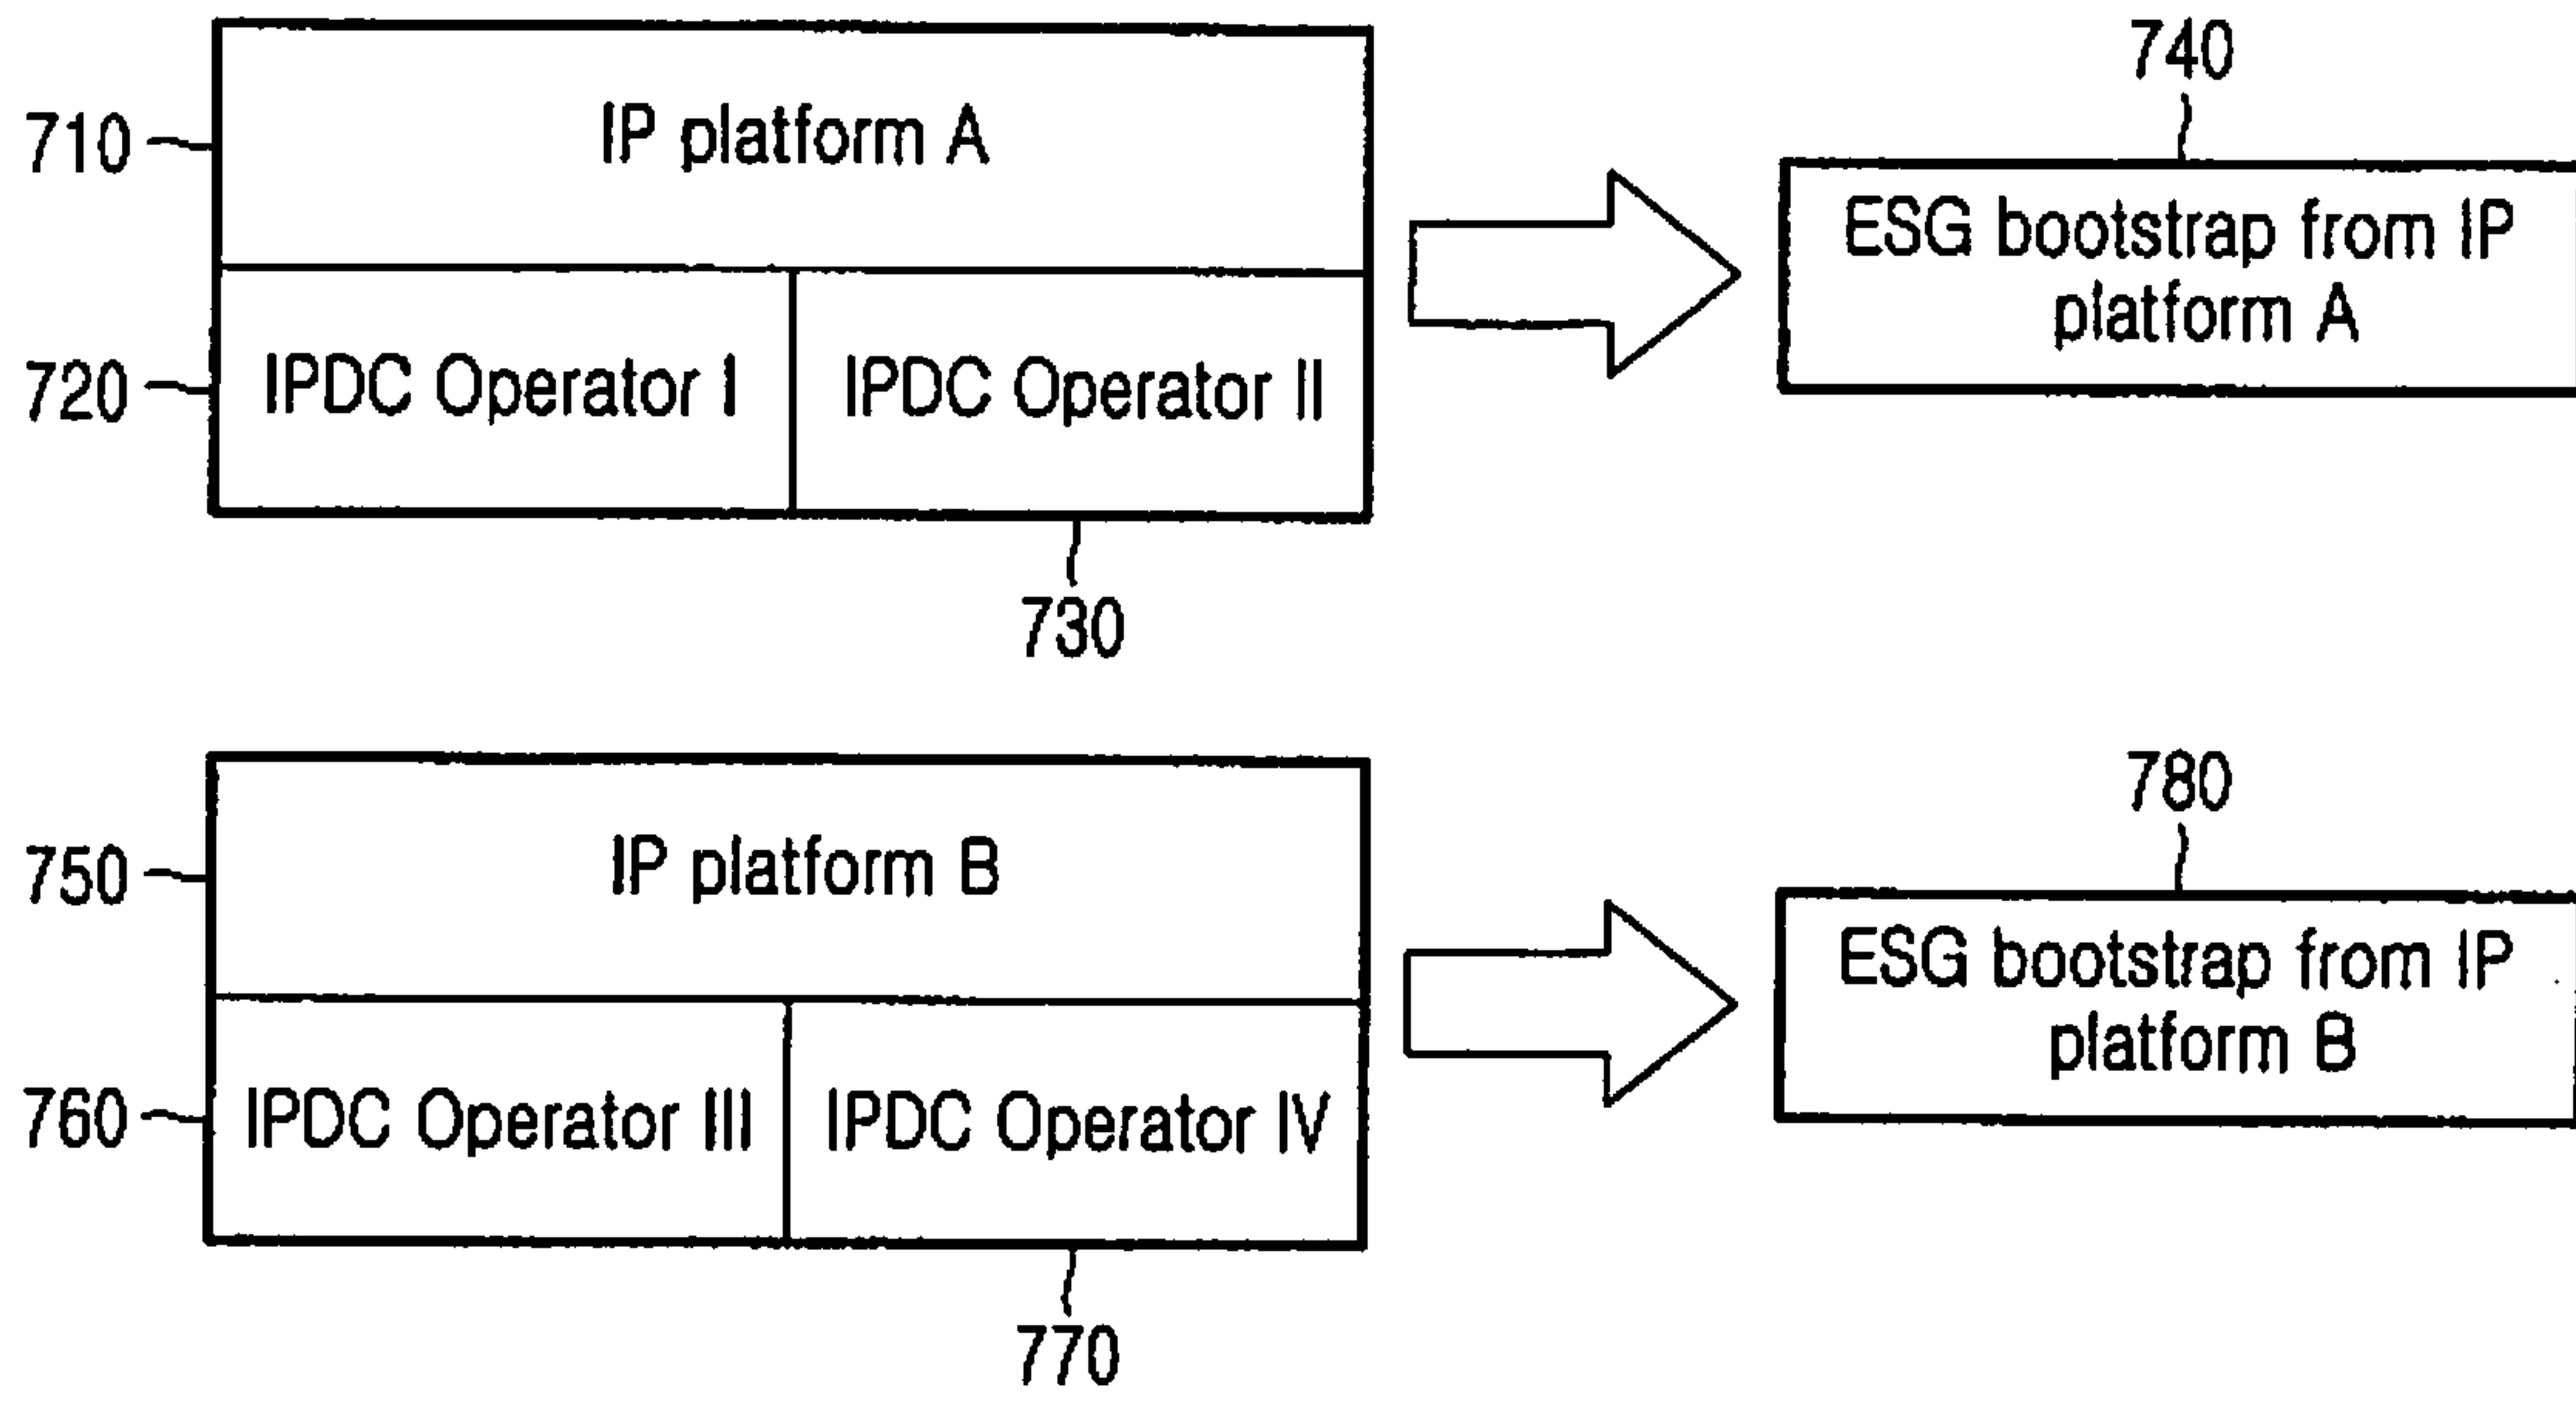 740
710
IP platform A
ESG bootstrap from IP
platform A
720
IPDC Operator I
IPDC Operator II
730
780
750
IP platform B
ESG bootstrap from IP
platform B
760
IPDC Operator III
IPDC Operator IV
770